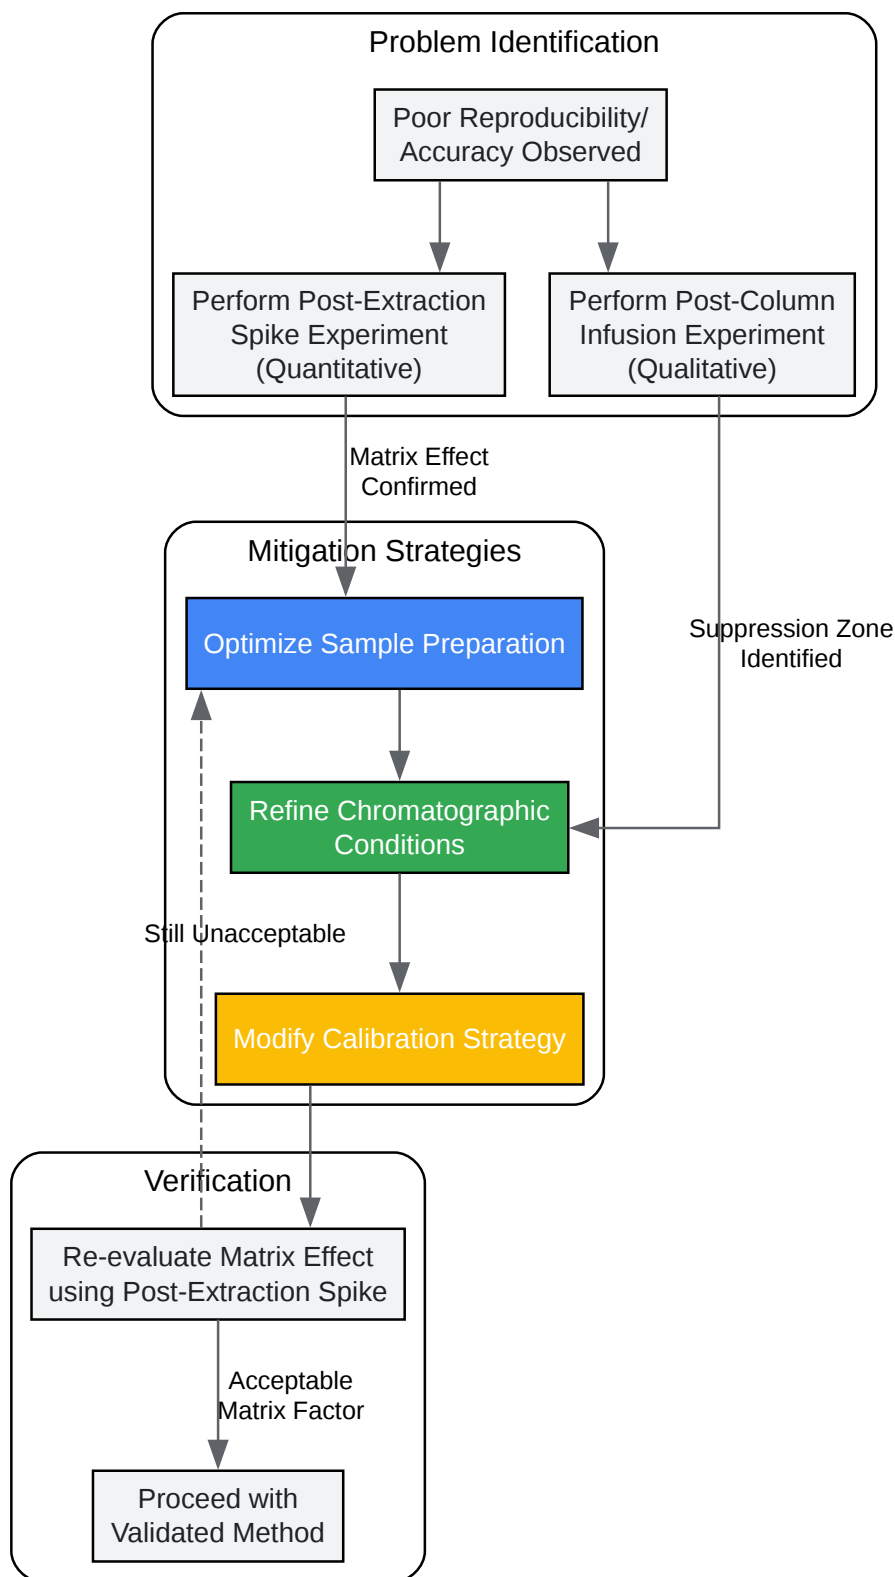 Problem Identification
Poor Reproducibility/
Accuracy Observed
Perform Post-Extraction
Spike Experiment
(Quantitative)
Perform Post-Column
Infusion Experiment
(Qualitative)
Matrix Effect
Confirmed
Mitigation Strategies
Optimize Sample Preparation
Suppression Zone
Identified
Refine Chromatographic
Conditions
Still Unacceptable
Modify Calibration Strategy
Verification
Re-evaluate Matrix Effect
using Post-Extraction Spike
Acceptable
Matrix Factor
Proceed with
Validated Method